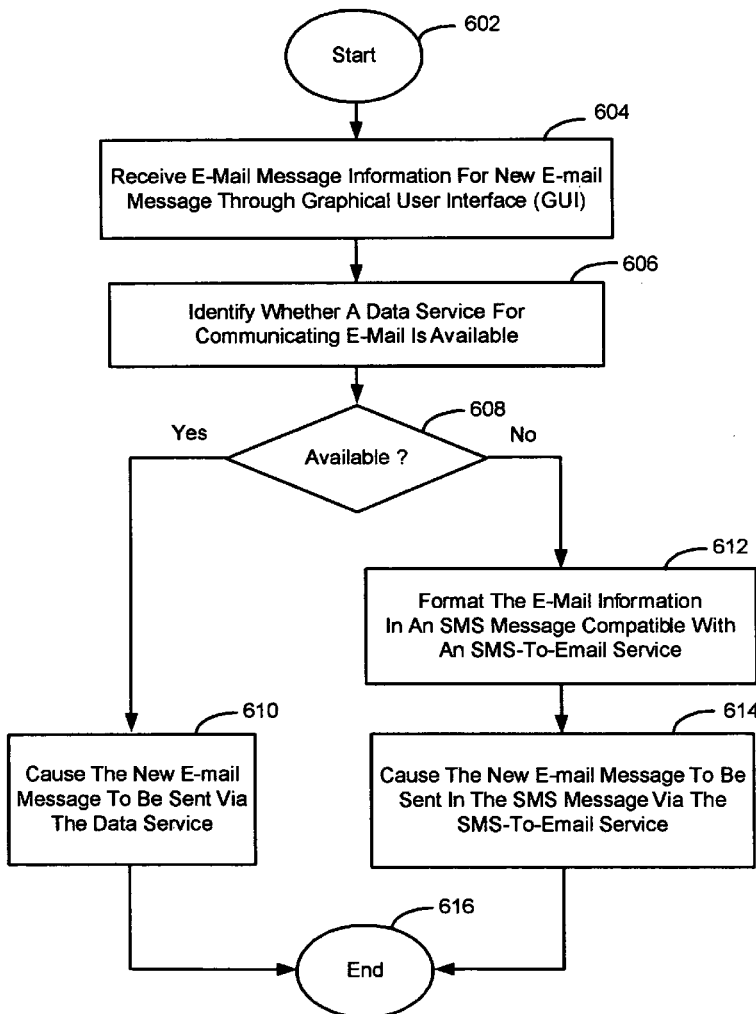 602
Start
604
Receive E-Mail Message Information For New E-mail
Message Through Graphical User Interface (GUI)
606
Identify Whether A Data Service For
Communicating E-Mail Is Available
608
Yes
No
Available ?
612
Format The E-Mail Information
In An SMS Message Compatible With
An SMS-To-Email Service
610
614
Cause The New E-mail
Message To Be Sent Via
The Data Service
Cause The New E-mail Message To Be
Sent In The SMS Message Via The
SMS-To-Email Service
616
End